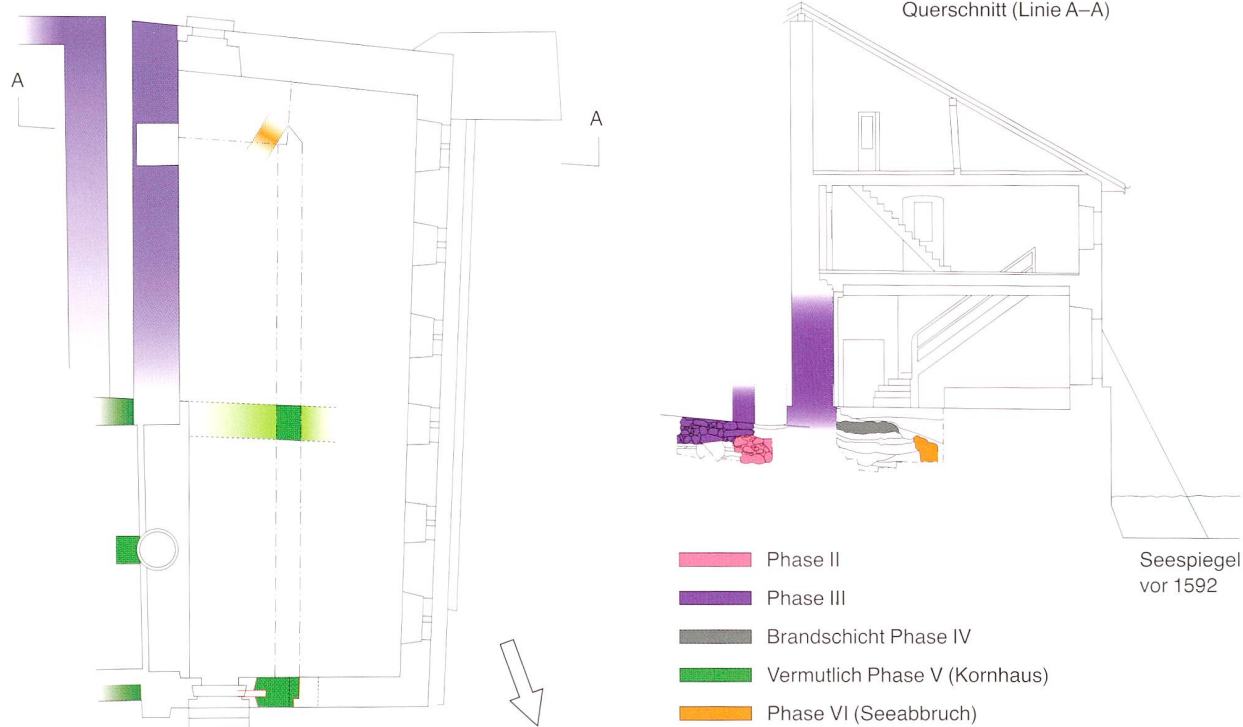 A
A
Querschnitt (Linie A–A)
Phase II
Phase III
Brandschicht Phase IV
Vermutlich Phase V (Kornhaus)
Phase VI (Seeabbruch)
Seespiegel
vor 1592